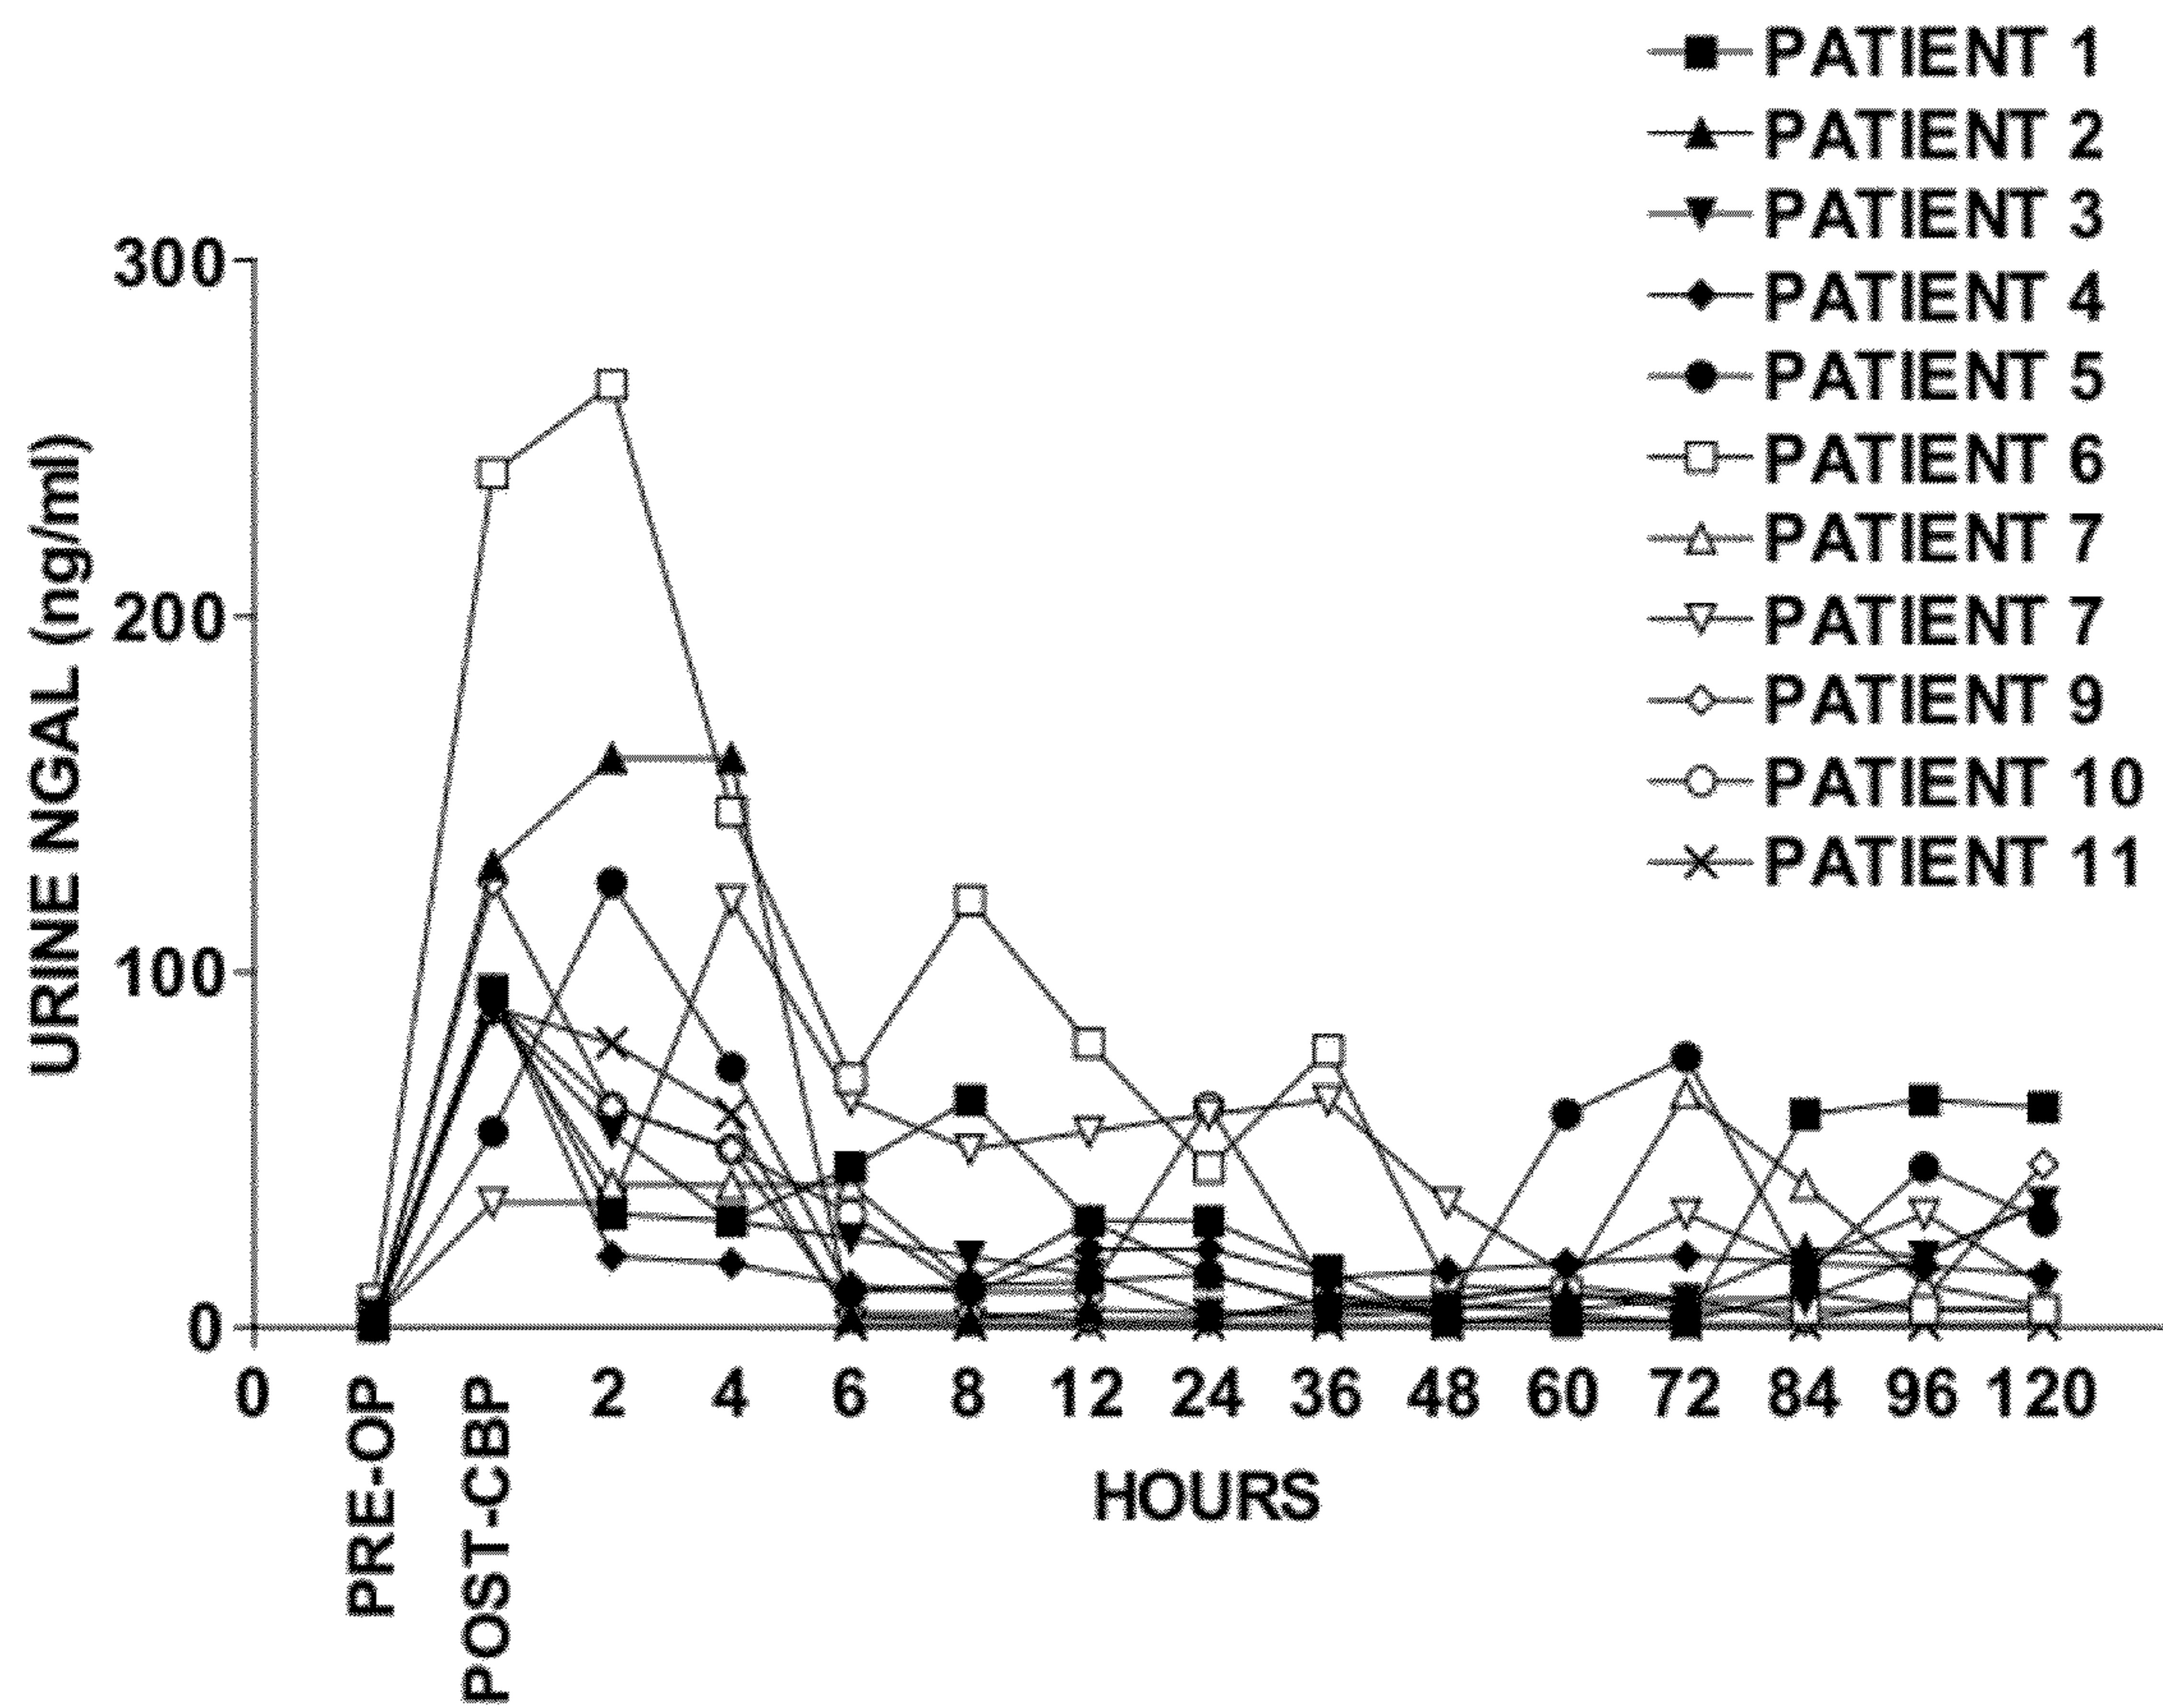 PATIENT 1
PATIENT 2
PATIENT 3
PATIENT 4
PATIENT 5
PATIENT 6
PATIENT 7
PATIENT 7
PATIENT 9
PATIENT 10
PATIENT 11
URINE NGAL (ng/ml)
300
200
100
0
0 PRE-OP POST-CBP 2 4 6 8 12 24 36 48 60 72 84 96 120
HOURS